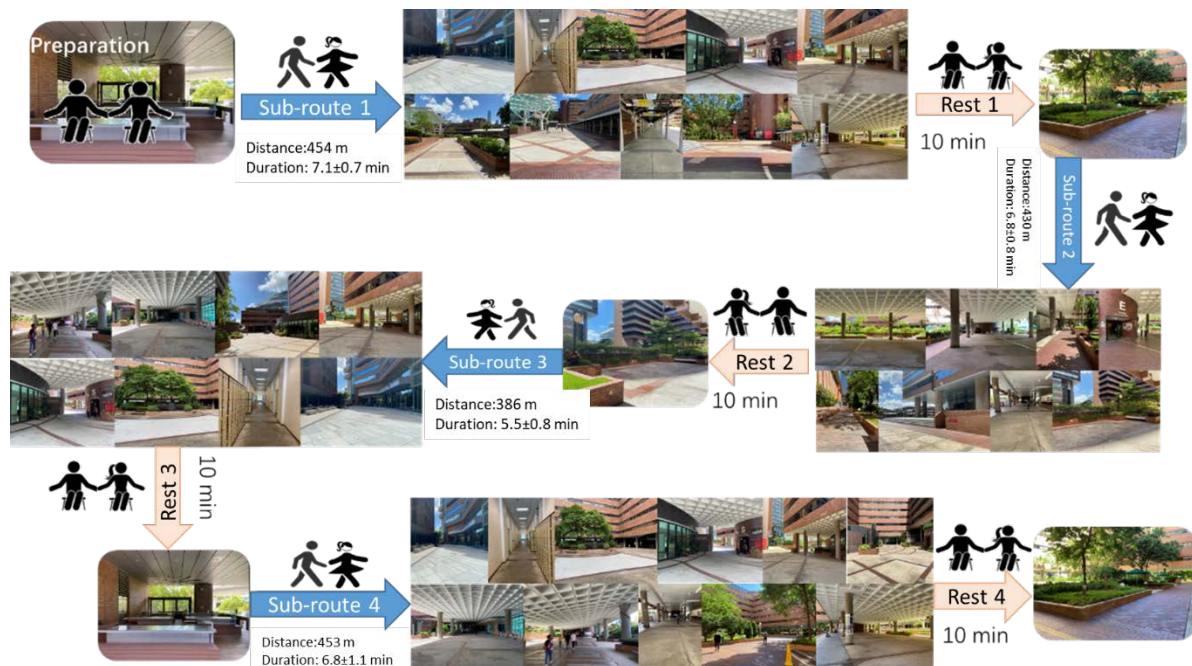 Preparation
Sub-route 1
Distance:454 m
Duration: 7.1±0.7 min
Rest 1
10 min
Sub-route 2
Distance:430 m
Duration: 6.8±0.8 min
E
Rest 2
10 min
Sub-route 3
Distance:386 m
Duration: 5.5±0.8 min
Rest 3
10 min
Sub-route 4
Distance:453 m
Duration: 6.8±1.1 min
Rest 4
10 min